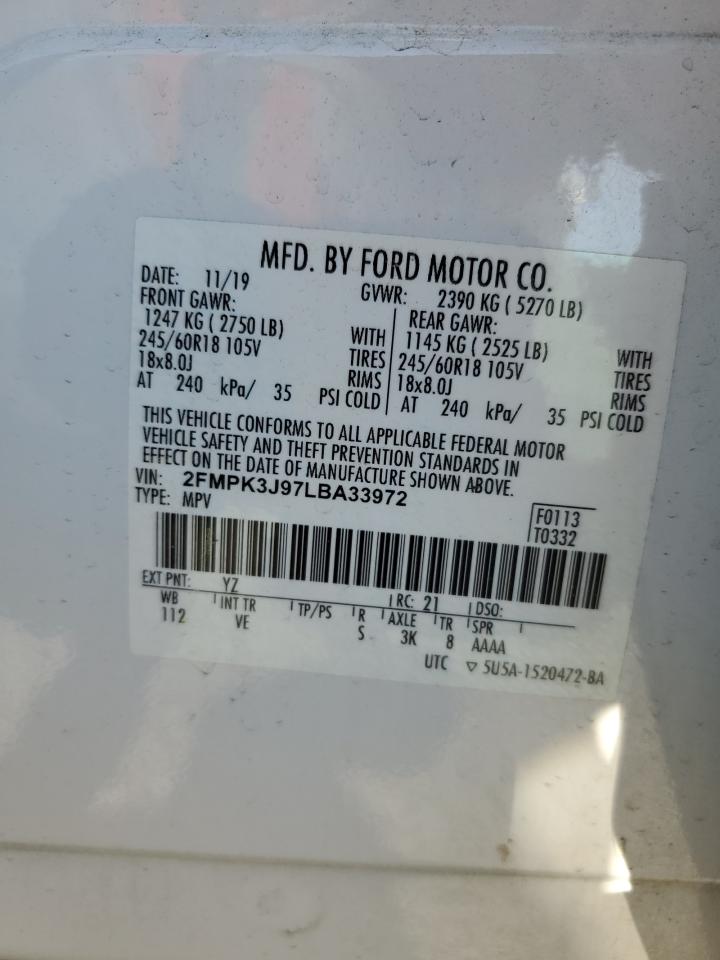 MFD. BY FORD MOTOR CO.
DATE: 11/19 GVWR: 2390 KG ( 5270 LB)
FRONT GAWR: REAR GAWR:
1247 KG ( 2750 LB) WITH 1145 KG ( 2525 LB) WITH
245/60R18 105V TIRES 245/60R18 105V TIRES
18x8.0J RIMS 18x8.0J RIMS
AT 240 kPa/ 35 PSI COLD AT 240 kPa/ 35 PSI COLD
THIS VEHICLE CONFORMS TO ALL APPLICABLE FEDERAL MOTOR
VEHICLE SAFETY AND THEFT PREVENTION STANDARDS IN
EFFECT ON THE DATE OF MANUFACTURE SHOWN ABOVE.
VIN: 2FMPK3J97LBA33972
TYPE: MPV
F0113
T0332
EXT PNT: YZ RC: 21 DSO:
WB INT TR TP/PS R AXLE TR SPR
112 VE S 3K 8 AAAA
UTC ▽ 5U5A-1520472-BA